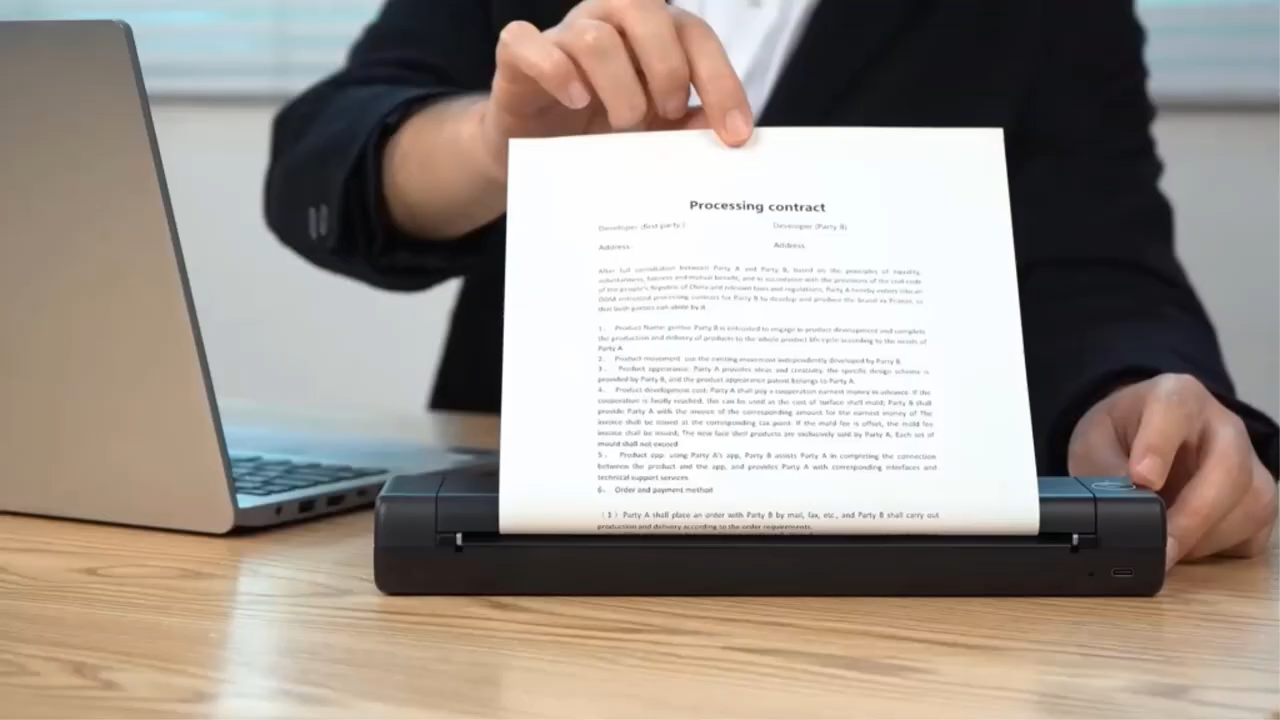 Processing contract
Developer (first party) Developer (Party B)
Address: Address
After full consultation between Party A and Party B, based on the principles of equality,
voluntariness, fairness and mutual benefit, and in accordance with the provisions of the civil code
of the people's Republic of China and relevant laws and regulations, Party A hereby enters into an
entrusted processing contract for Party B to develop and produce the brand
that both parties can abide by it.
1. Product Name: Party B is entrusted to engage in product development and complete
the production and delivery of products to the whole product life cycle according to the needs of
Party A
2. Product movement: use the existing movement independently developed by Party B.
3. Product appearance: Party A provides ideas and creativity, the specific design scheme is
provided by Party B, and the product appearance patent belongs to Party A.
4. Product development cost: Party A shall pay a cooperation earnest money in advance. If the
cooperation is finally reached, this can be used as the cost of surface shell mold; Party B shall
provide Party A with the invoice of the corresponding amount for the earnest money of The
invoice shall be issued at the corresponding tax point. If the mold fee is offset, the mold fee
invoice shall be issued; The new face shell products are exclusively sold by Party A, Each set of
mould shall not exceed
5. Product app: using Party A's app, Party B assists Party A in completing the connection
between the product and the app, and provides Party A with corresponding interfaces and
technical support services.
6. Order and payment method
(1) Party A shall place an order with Party B by mail, fax, etc., and Party B shall carry out
production and delivery according to the order requirements.